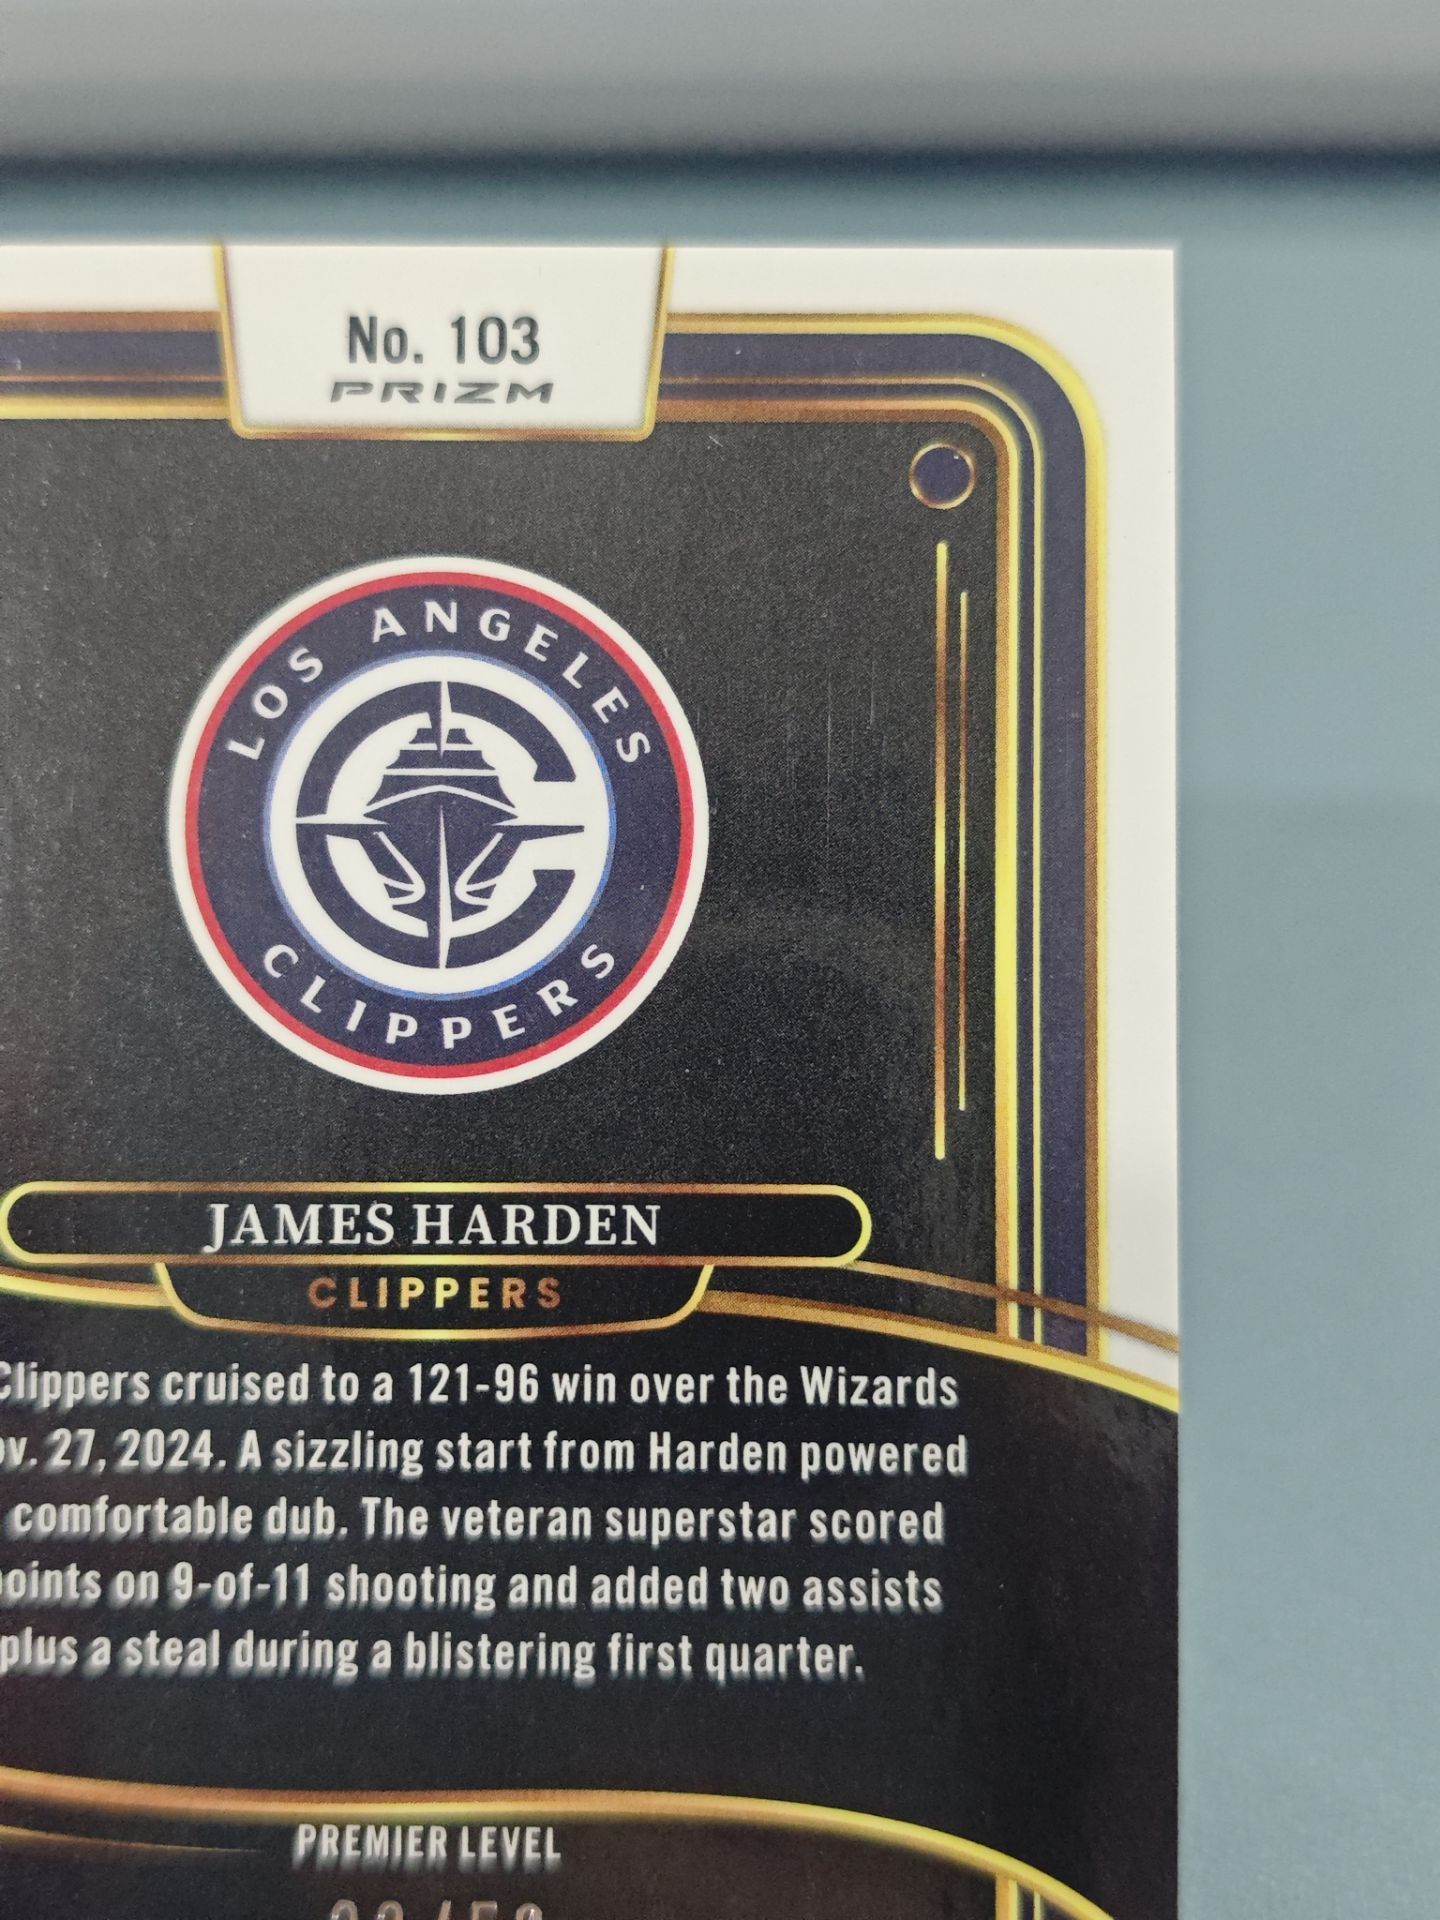 No. 103
PRIZM
LOS ANGELES
CLIPPERS
JAMES HARDEN
CLIPPERS
Clippers cruised to a 121-96 win over the Wizards
27, 2024. A sizzling start from Harden powered
comfortable dub. The veteran superstar scored
points on 9-of-11 shooting and added two assists
plus a steal during a blistering first quarter.
PREMIER LEVEL